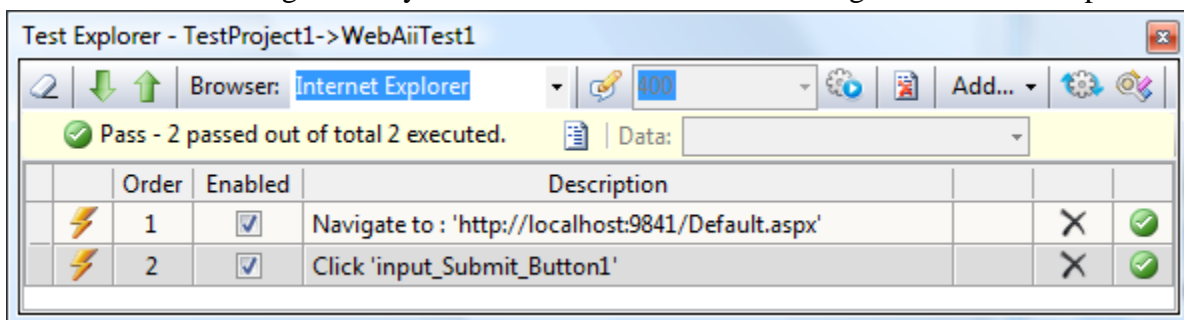 Test Explorer - TestProject1->WebAiiTest1
Browser: Internet Explorer 400 Add...
Pass - 2 passed out of total 2 executed. Data:
Order Enabled Description
1 Navigate to : 'http://localhost:9841/Default.aspx'
2 Click 'input_Submit_Button1'